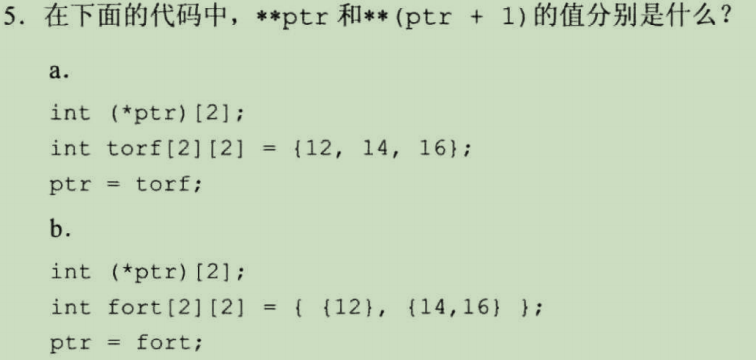 5. 在下面的代码中，**ptr 和**(ptr + 1)的值分别是什么？
a.
int (*ptr)[2];
int torf[2][2] = {12, 14, 16};
ptr = torf;
b.
int (*ptr)[2];
int fort[2][2] = { {12}, {14,16} };
ptr = fort;